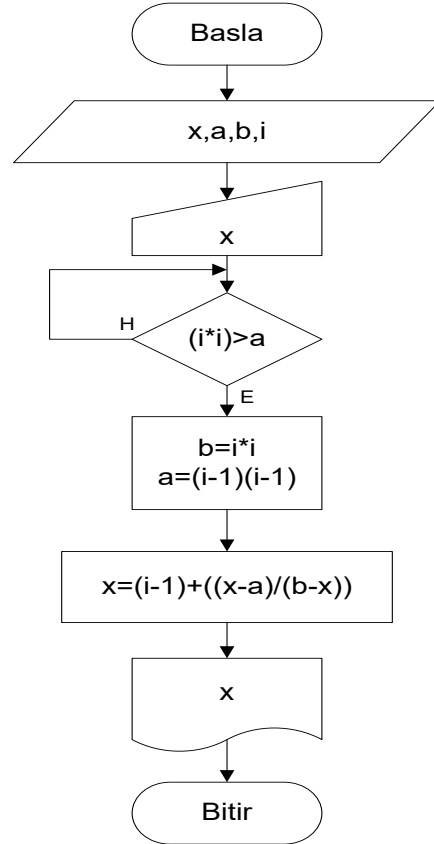 Basla
x,a,b,i
x
(i*i)>a
H
E
b=i*i
a=(i-1)(i-1)
x=(i-1)+((x-a)/(b-x))
x
Bitir